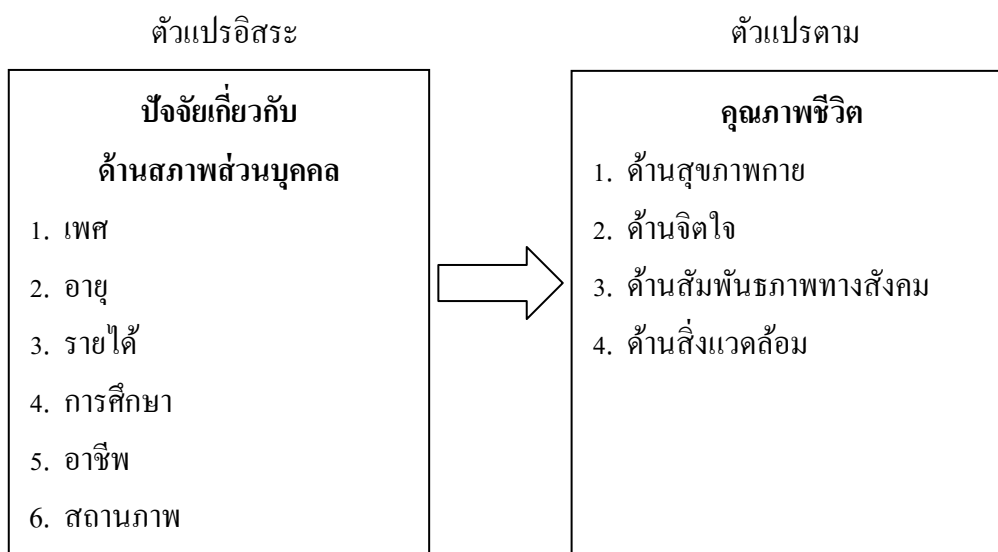 ตัวแปรอิสระ
ปัจจัยเกี่ยวกับ
ด้านสภาพส่วนบุคคล
1. เพศ
2. อายุ
3. รายได้
4. การศึกษา
5. อาชีพ
6. สถานภาพ
ตัวแปรตาม
คุณภาพชีวิต
1. ด้านสุขภาพกาย
2. ด้านจิตใจ
3. ด้านสัมพันธภาพทางสังคม
4. ด้านสิ่งแวดล้อม